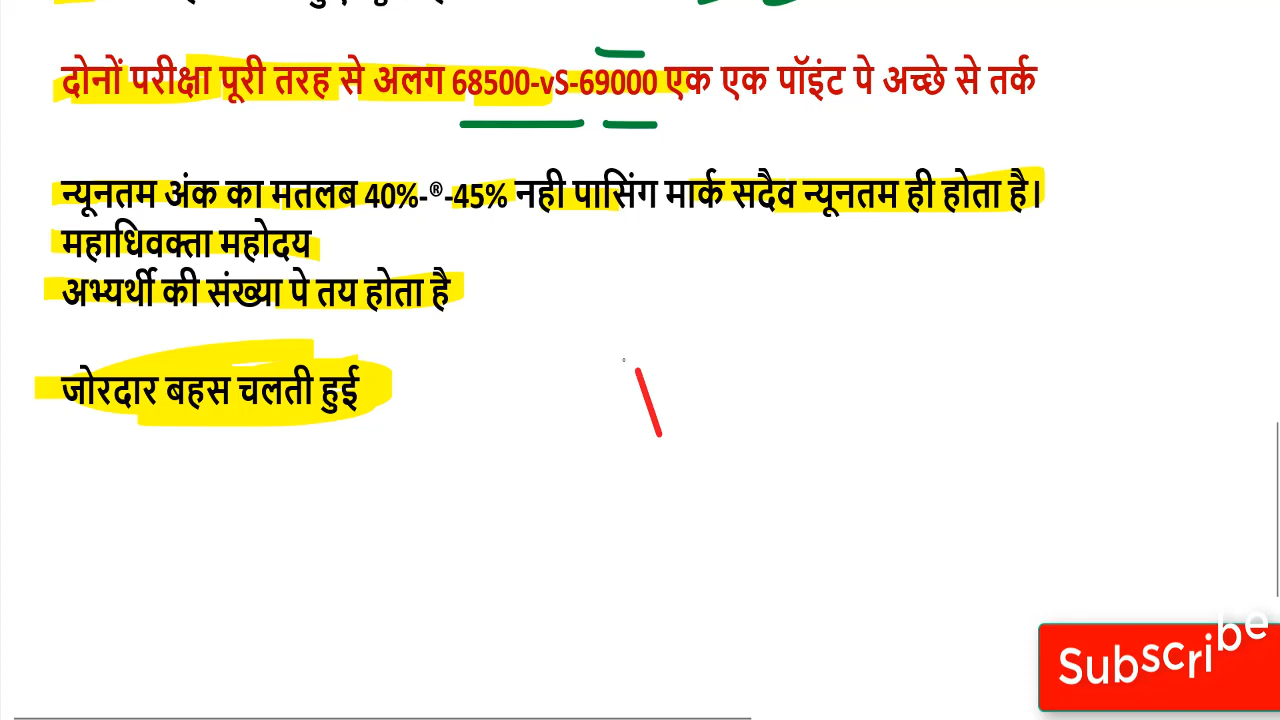 दोनों परीक्षा पूरी तरह से अलग 68500-vS-69000 एक एक पॉइंट पे अच्छे से तर्क
न्यूनतम अंक का मतलब 40%-®-45% नही पासिंग मार्क सदैव न्यूनतम ही होता है।
महाधिवक्ता महोदय
अभ्यर्थी की संख्या पे तय होता है
जोरदार बहस चलती हुई
Subscribe